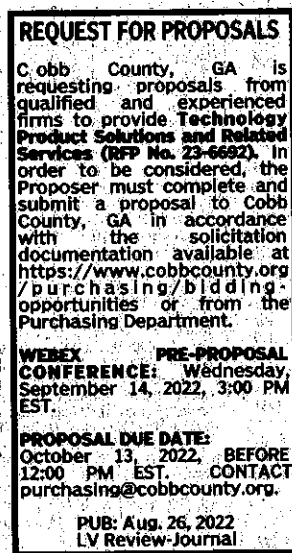 REQUEST FOR PROPOSALS
C obb County, GA is
requesting proposals from
qualified and experienced
firms to provide Technology
Product Solutions and Related
Services (RFP No. 23-6692). In
order to be considered, the
Proposer must complete and
submit a proposal to Cobb
County, GA in accordance
with the solicitation
documentation available at
https://www.cobbcounty.org
/purchasing/bidding-
opportunities or from the
Purchasing Department.
WEBEX PRE-PROPOSAL
CONFERENCE: Wednesday,
September 14, 2022, 3:00 PM
EST.
PROPOSAL DUE DATE:
October 13, 2022, BEFORE
12:00 PM EST. CONTACT
purchasing@cobbcounty.org.
PUB: Aug. 26, 2022
LV Review-Journal